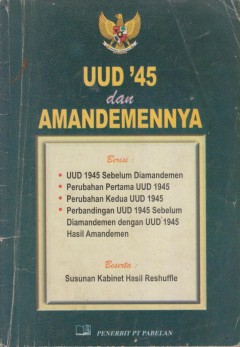 UUD '45
dan
AMANDEMENNYA
Berisi :
• UUD 1945 Sebelum Diamandemen
• Perubahan Pertama UUD 1945
• Perubahan Kedua UUD 1945
• Perbandingan UUD 1945 Sebelum
Diamandemen dengan UUD 1945
Hasil Amandemen
Beserta :
Susunan Kabinet Hasil Reshuffle
PENERBIT PT PABELAN